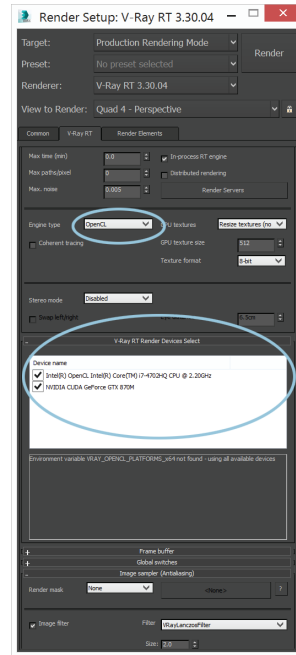 Render Setup: V-Ray RT 3.30.04
Target: Production Rendering Mode
Render
Preset: No preset selected
Renderer: V-Ray RT 3.30.04
View to Render: Quad 4 - Perspective
Common V-Ray RT Render Elements
Max time (min) 0.0 In-process RT engine
Max paths/pixel 0 Distributed rendering
Max. noise 0.005 Render Servers
Engine type OpenCL GPU textures Resize textures (no
Coherent tracing GPU texture size 512
Texture format 8-bit
Stereo mode Disabled
Swap left/right 6.5cm
- V-Ray RT Render Devices Select
Device name
Intel(R) OpenCL Intel(R) Core(TM) i7-4702HQ CPU @ 2.20GHz
NVIDIA CUDA GeForce GTX 870M
Environment variable VRAY_OPENCL_PLATFORMS_x64 not found - using all available devices
+ Frame buffer
+ Global switches
- Image sampler (Antialiasing)
Render mask None <None>
Image filter Filter VRayLanczosFilter
Size: 2.0